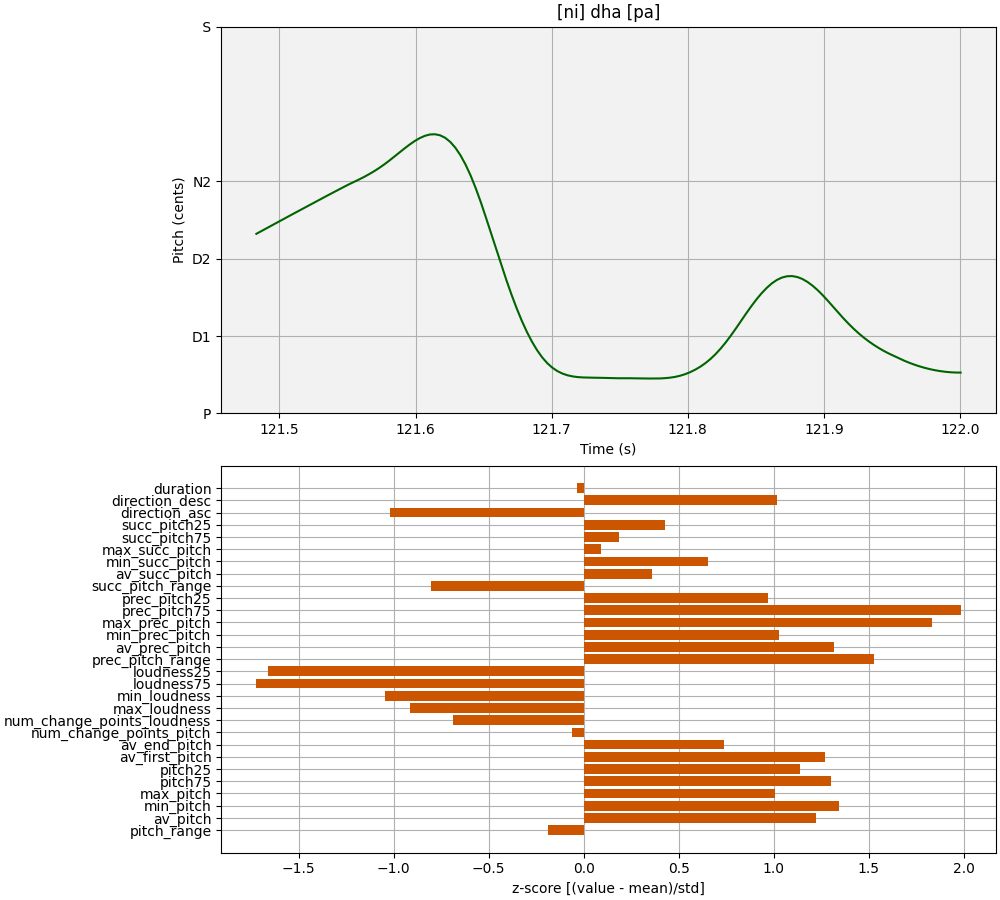 [ni] dha [pa]
S
N2
D2
D1
P
Pitch (cents)
121.5 121.6 121.7 121.8 121.9 122.0
Time (s)
duration
direction_desc
direction_asc
succ_pitch25
succ_pitch75
max_succ_pitch
min_succ_pitch
av_succ_pitch
succ_pitch_range
prec_pitch25
prec_pitch75
max_prec_pitch
min_prec_pitch
av_prec_pitch
prec_pitch_range
loudness25
loudness75
min_loudness
max_loudness
num_change_points_loudness
num_change_points_pitch
av_end_pitch
av_first_pitch
pitch25
pitch75
max_pitch
min_pitch
av_pitch
pitch_range
−1.5 −1.0 −0.5 0.0 0.5 1.0 1.5 2.0
z-score [(value - mean)/std]